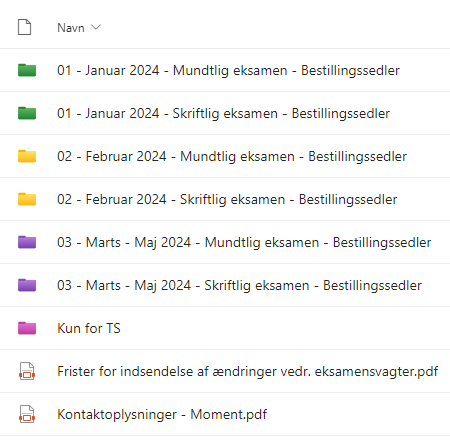 Navn
01 - Januar 2024 - Mundtlig eksamen - Bestillingssedler
01 - Januar 2024 - Skriftlig eksamen - Bestillingssedler
02 - Februar 2024 - Mundtlig eksamen - Bestillingssedler
02 - Februar 2024 - Skriftlig eksamen - Bestillingssedler
03 - Marts - Maj 2024 - Mundtlig eksamen - Bestillingssedler
03 - Marts - Maj 2024 - Skriftlig eksamen - Bestillingssedler
Kun for TS
Frister for indsendelse af ændringer vedr. eksamensvagter.pdf
Kontaktoplysninger - Moment.pdf